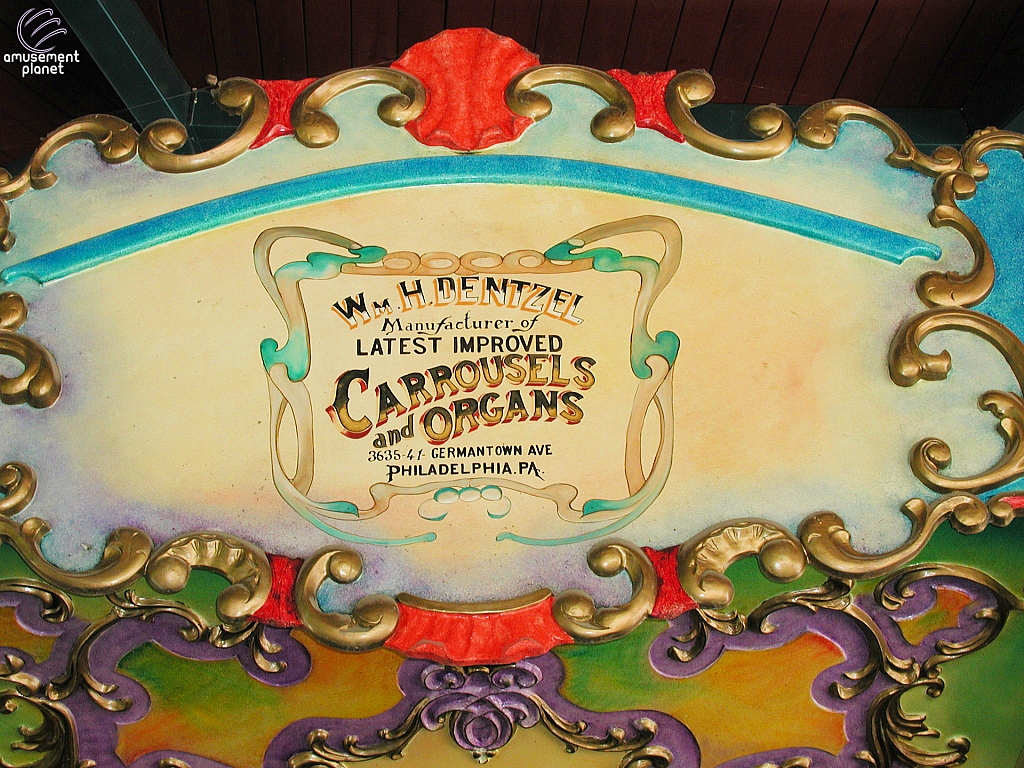 amusement
planet
WM H. DENTZEL
Manufacturer of
LATEST IMPROVED
CARROUSELS
and ORGANS
3635-41- GERMANTOWN AVE
PHILADELPHIA. PA.